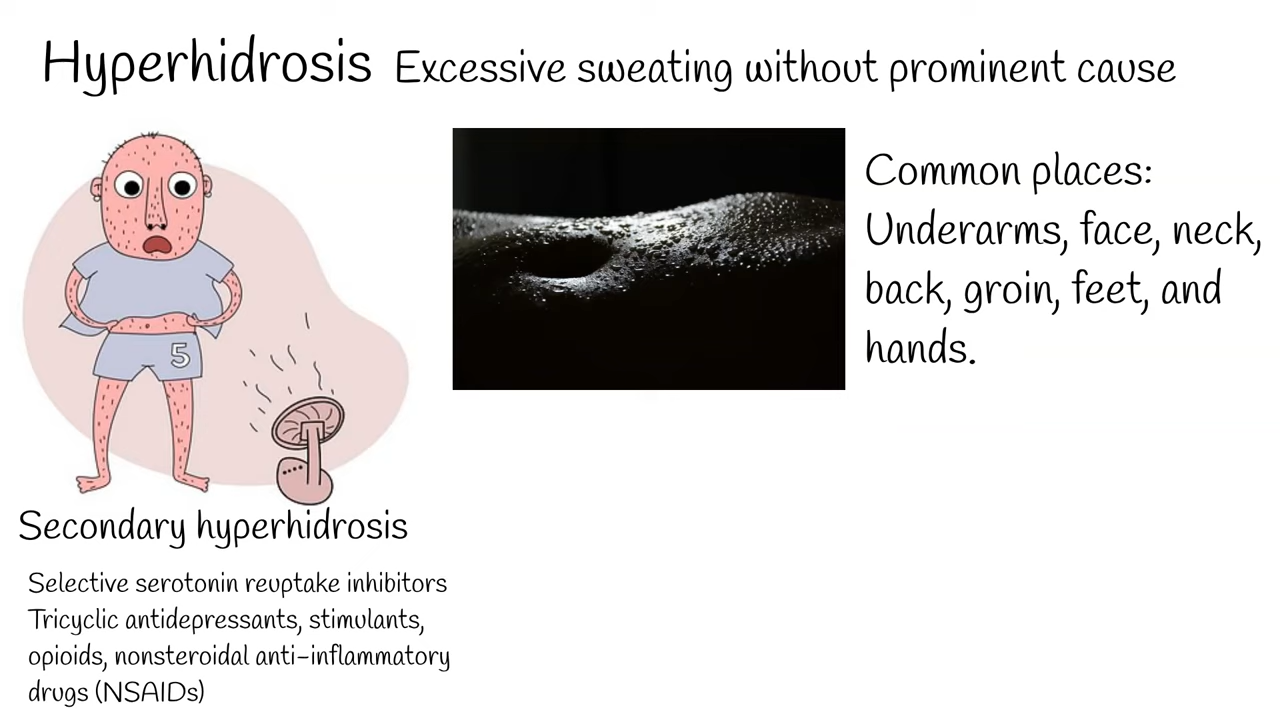 Hyperhidrosis Excessive sweating without prominent cause
Common places:
Underarms, face, neck,
back, groin, feet, and
hands.
5
Secondary hyperhidrosis
Selective serotonin reuptake inhibitors
Tricyclic antidepressants, stimulants,
opioids, nonsteroidal anti-inflammatory
drugs (NSAIDs)